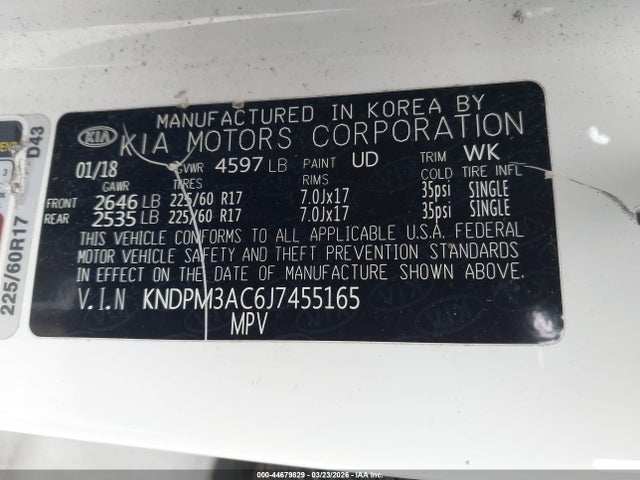 MANUFACTURED IN KOREA BY
KIA KIA MOTORS CORPORATION
01/18 GVWR 4597 LB PAINT UD TRIM WK
GAWR TIRES RIMS COLD TIRE INFL
FRONT 2646 LB 225/60 R17 7.0Jx17 35psi SINGLE
REAR 2535 LB 225/60 R17 7.0Jx17 35psi SINGLE
THIS VEHICLE CONFORMS TO ALL APPLICABLE U.S.A. FEDERAL
MOTOR VEHICLE SAFETY AND THEFT PREVENTION STANDARDS
IN EFFECT ON THE DATE OF MANUFACTURE SHOWN ABOVE.
V.I.N KNDPM3AC6J7455165
MPV
D43
225/60R17
000-44679829 | 03/23/2026 - COPYRIGHT IAA, LLC.